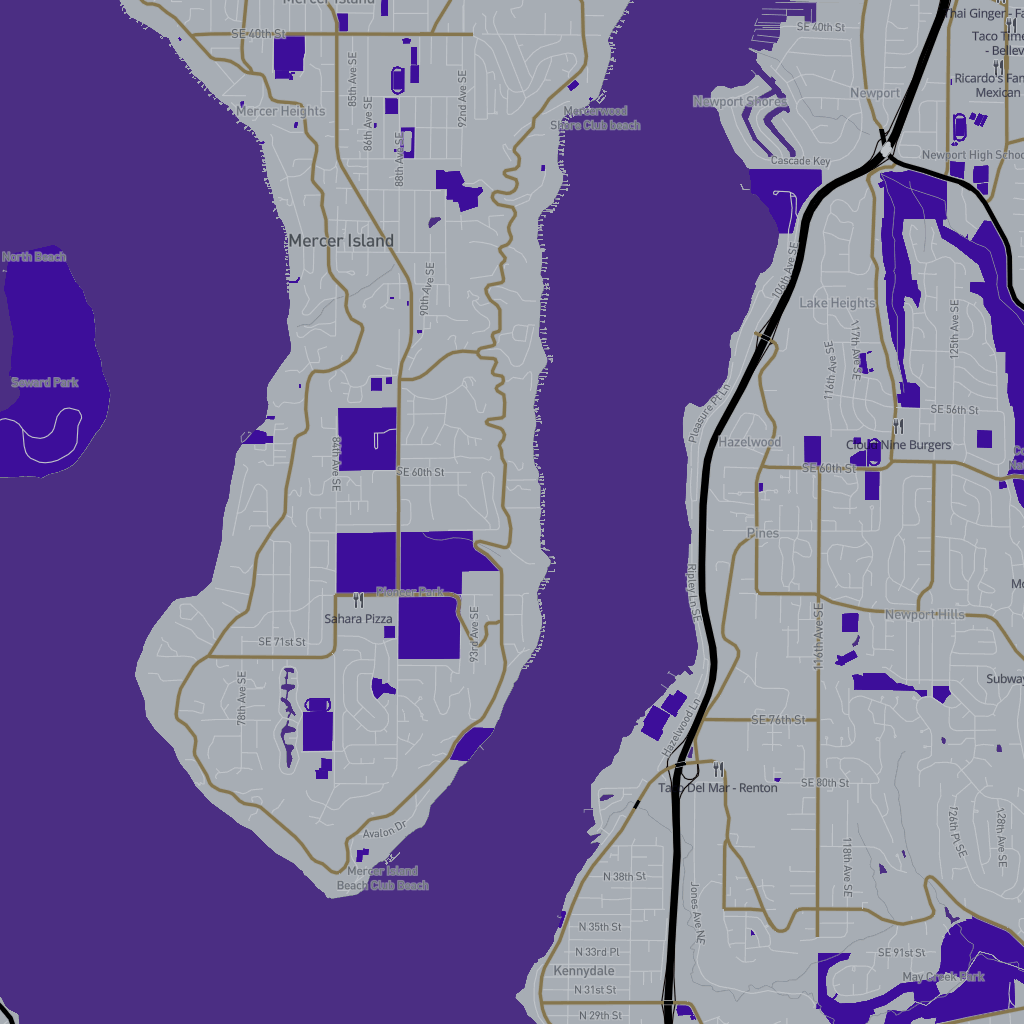 Mercer Island
SE 40th St
SE 40th St
Thai Ginger - Fa
Taco Time
- Bellev
Ricardo's Fam
Mexican
85th Ave SE
92nd Ave SE
86th Ave SE
88th Ave SE
Mercer Heights
Mercerwood
Shore Club beach
Newport Shores
Newport
Cascade Key
Newport High School
Mercer Island
North Beach
90th Ave SE
106th Ave SE
Lake Heights
116th Ave SE
117th Ave SE
125th Ave SE
Seward Park
SE 56th St
Pleasure Pt Ln
Hazelwood
Cloud Nine Burgers
84th Ave SE
SE 60th St
SE 60th St
Pines
Ripley Ln SE
Pioneer Park
Sahara Pizza
93rd Ave SE
Newport Hills
116th Ave SE
SE 71st St
78th Ave SE
Subway
Hazelwood Ln
SE 76th St
Taco Del Mar - Renton
SE 80th St
Avalon Dr
126th Pl SE
128th Ave SE
118th Ave SE
Mercer Island
Beach Club Beach
N 38th St
Jones Ave NE
N 35th St
N 33rd Pl
SE 91st St
Kennydale
May Creek Park
N 31st St
N 29th St